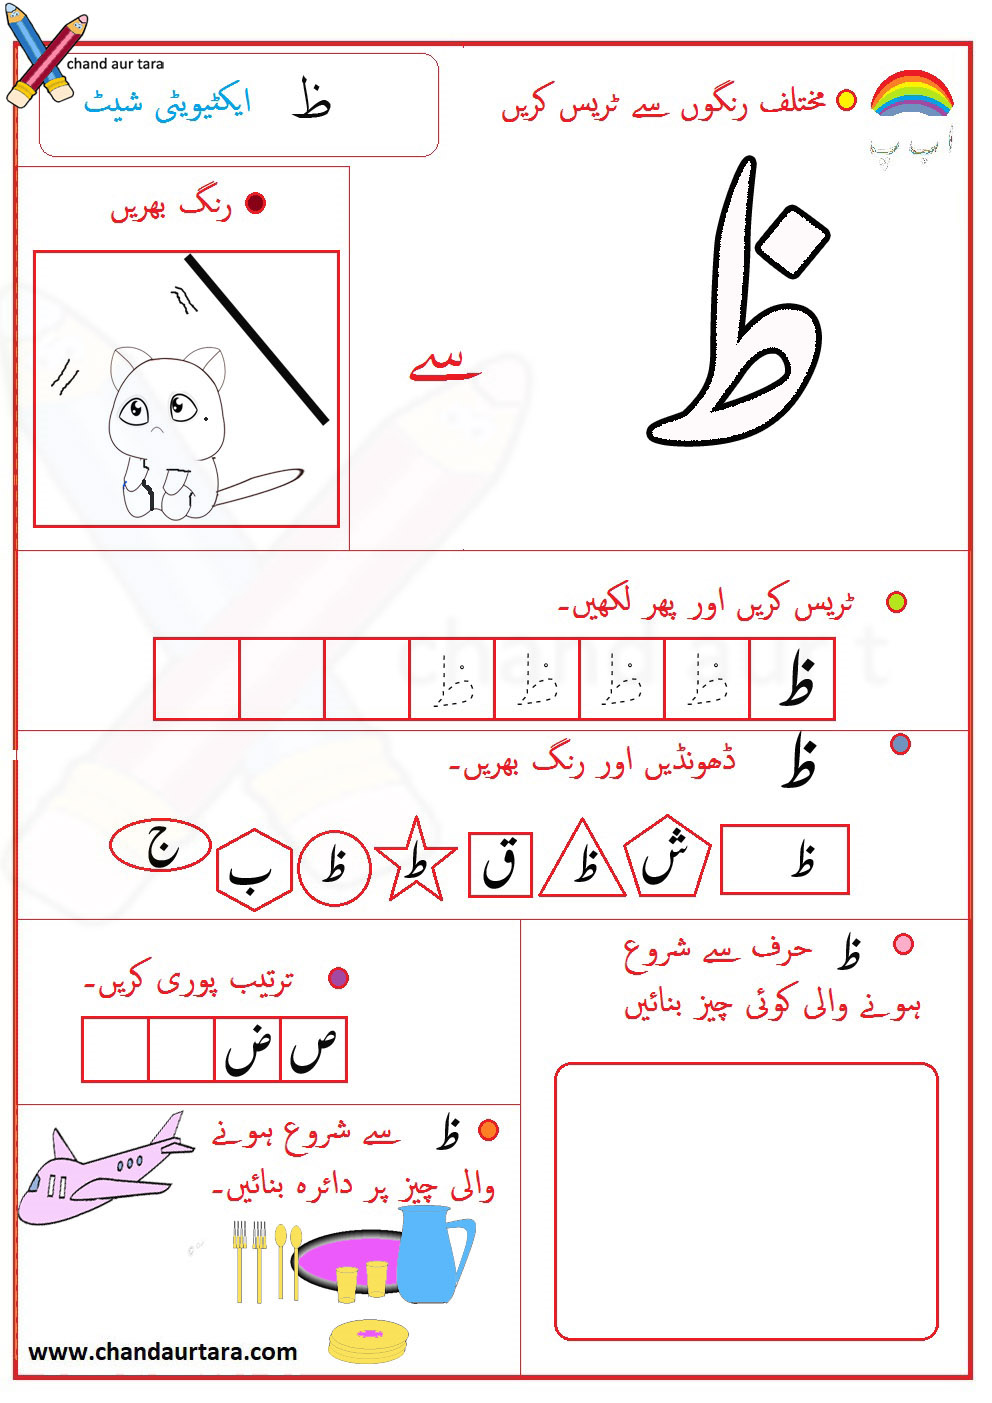 chand aur tara
ظ ایکٹیویٹی شیٹ
مختلف رنگوں سے ٹریس کریں
ظ
سے
رنگ بھریں
ٹریس کریں اور پھر لکھیں۔
ظ ظ ظ ظ ظ
ظ ڈھونڈیں اور رنگ بھریں۔
ظ ش ظ ق ط ظ ب ج
ظ حرف سے شروع
ہونے والی کوئی چیز بنائیں
ترتیب پوری کریں۔
ص ض
ظ سے شروع ہونے
والی چیز پر دائرہ بنائیں۔
www.chandaurtara.com